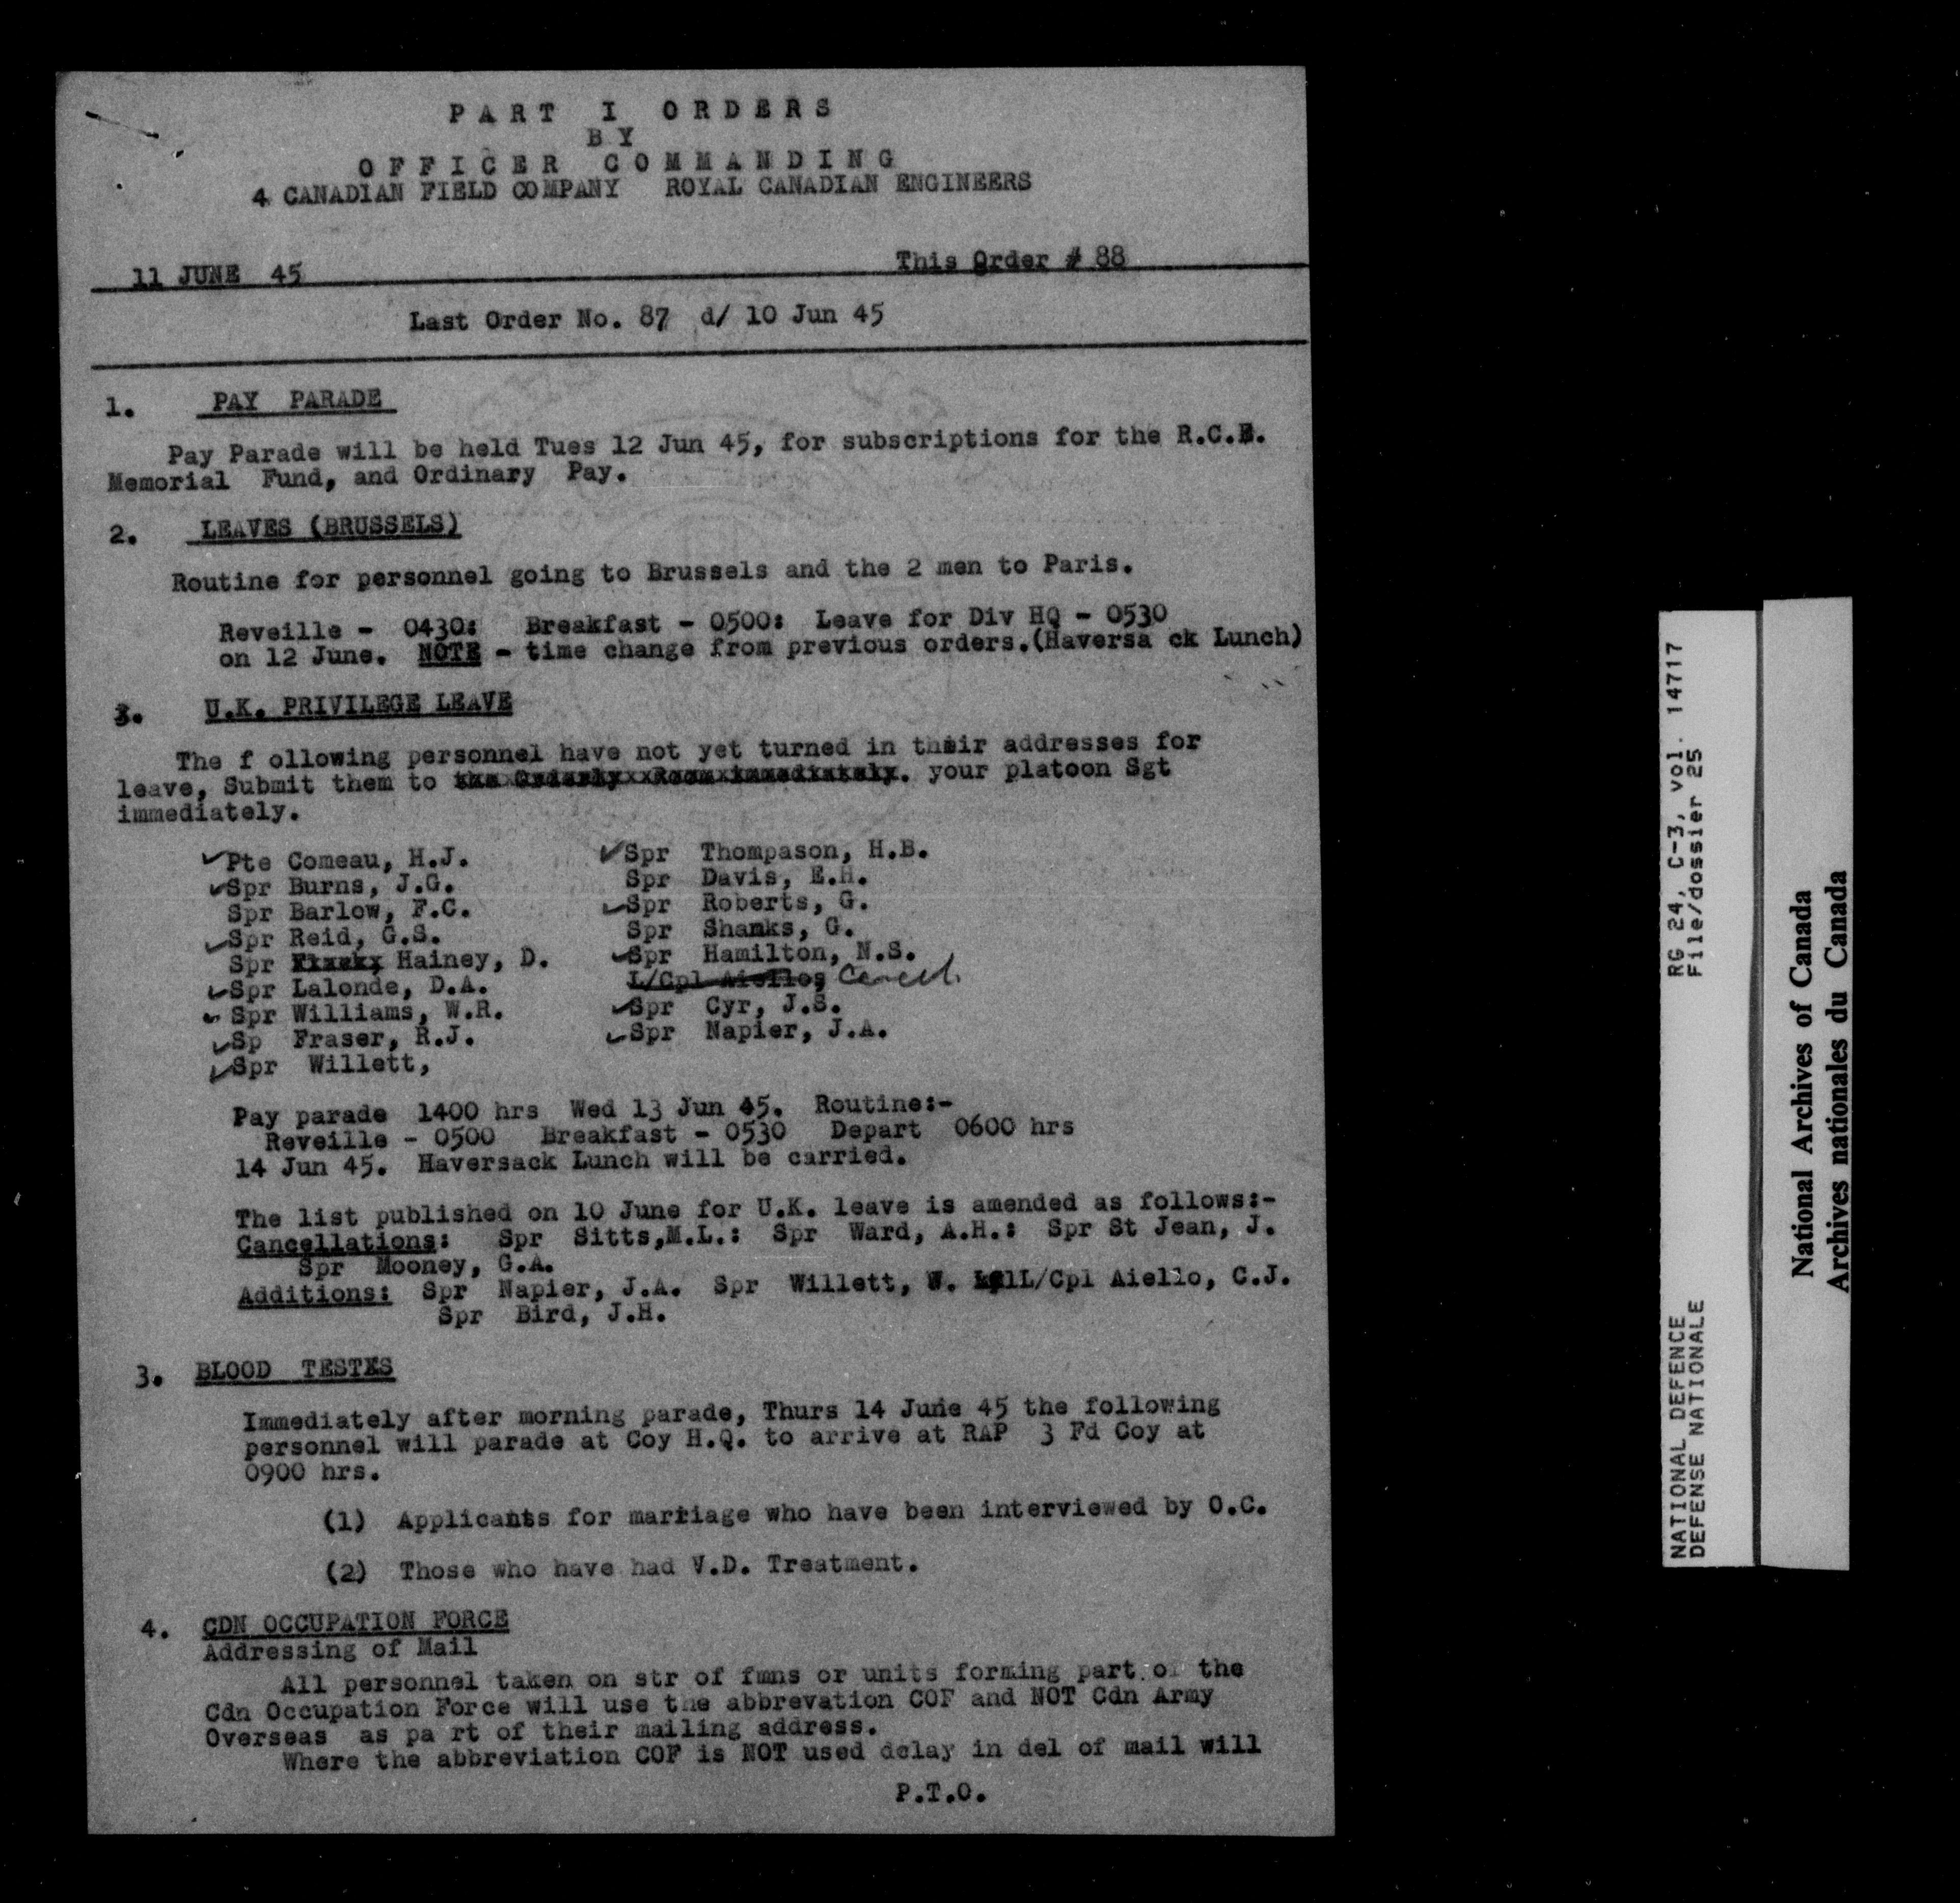 PART I ORDERS
BY
OFFICER COMMANDING
4 CANADIAN FIELD COMPANY ROYAL CANADIAN ENGINEERS
11 JUNE 45 This Order # 88
Last Order No. 87 d/ 10 Jun 45
1. PAY PARADE
Pay Parade will be held Tues 12 Jun 45, for subscriptions for the R.C.E.
Memorial Fund, and Ordinary Pay.
2. LEAVES (BRUSSELS)
Routine for personnel going to Brussels and the 2 men to Paris.
Reveille - 0430: Breakfast - 0500: Leave for Div HQ - 0530
on 12 June. NOTE - time change from previous orders.(Haversa ck Lunch)
3. U.K. PRIVILEGE LEAVE
The f ollowing personnel have not yet turned in their addresses for
leave, Submit them to the Orderly Room immediately. your platoon Sgt
immediately.
Pte Comeau, H.J.
Spr Burns, J.G.
Spr Barlow, F.C.
Spr Reid, G.S.
Spr Hainey, D.
Spr Lalonde, D.A.
Spr Williams, W.R.
Sp Fraser, R.J.
Spr Willett,
Spr Thompason, H.B.
Spr Davis, E.H.
Spr Roberts, G.
Spr Shanks, G.
Spr Hamilton, N.S.
L/Cpl Aiello, Cancel.
Spr Cyr, J.S.
Spr Napier, J.A.
Pay parade 1400 hrs Wed 13 Jun 45. Routine:-
Reveille - 0500 Breakfast - 0530 Depart 0600 hrs
14 Jun 45. Haversack Lunch will be carried.
The list published on 10 June for U.K. leave is amended as follows:-
Cancellations: Spr Sitts,M.L.: Spr Ward, A.H.: Spr St Jean, J.
Spr Mooney, G.A.
Additions: Spr Napier, J.A. Spr Willett, W. L/Cpl Aiello, C.J.
Spr Bird, J.H.
3. BLOOD TESTS
Immediately after morning parade, Thurs 14 June 45 the following
personnel will parade at Coy H.Q. to arrive at RAP 3 Fd Coy at
0900 hrs.
(1) Applicants for marriage who have been interviewed by O.C.
(2) Those who have had V.D. Treatment.
4. CDN OCCUPATION FORCE
Addressing of Mail
All personnel taken on str of fmns or units forming part of the
Cdn Occupation Force will use the abbrevation COF and NOT Cdn Army
Overseas as pa rt of their mailing address.
Where the abbreviation COF is NOT used delay in del of mail will
P.T.O.
NATIONAL DEFENCE RG 24, C-3, vol. 14717
DEFENSE NATIONALE File/dossier 25
National Archives of Canada
Archives nationales du Canada